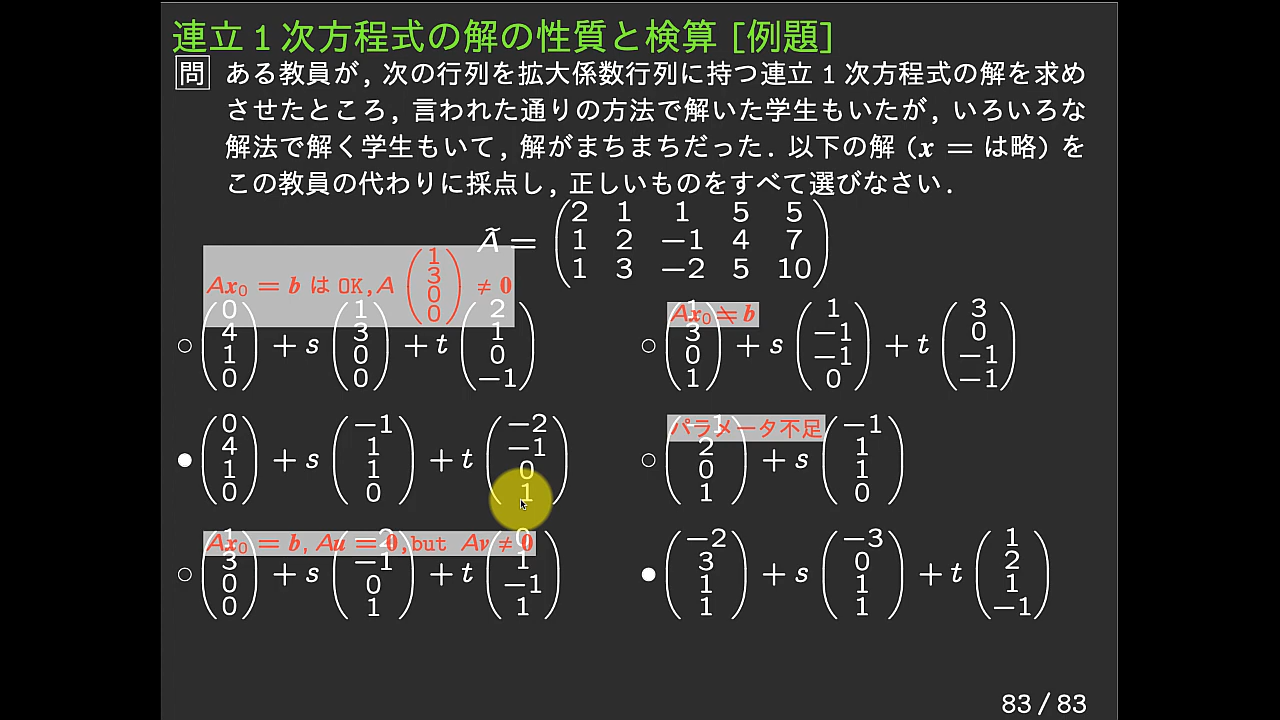 連立 1 次方程式の解の性質と検算 [例題]
問 ある教員が, 次の行列を拡大係数行列に持つ連立 1 次方程式の解を求め
させたところ, 言われた通りの方法で解いた学生もいたが, いろいろな
解法で解く学生もいて, 解がまちまちだった. 以下の解 (x = は略) を
この教員の代わりに採点し, 正しいものをすべて選びなさい.
Ã = ( 2 1 1 5 5
1 2 −1 4 7
1 3 −2 5 10 )
Ax₀ = b は OK, A (1 3 0 0) ≠ 0
○ (0 4 1 0) + s (1 3 0 0) + t (2 1 0 −1)
Ax₀ ≠ b
○ (1 3 0 1) + s (1 −1 −1 0) + t (3 0 −1 −1)
● (0 4 1 0) + s (−1 1 1 0) + t (−2 −1 0 1)
パラメータ不足
○ (−1 2 0 1) + s (−1 1 1 0)
Ax₀ = b, Au = 0, but Av ≠ 0
○ (1 3 0 0) + s (−2 −1 0 1) + t (0 1 −1 1)
● (−2 3 1 1) + s (−3 0 1 1) + t (1 2 1 −1)
83 / 83